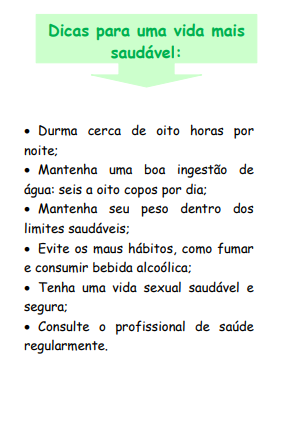 Dicas para uma vida mais
saudável:
• Durma cerca de oito horas por
noite;
• Mantenha uma boa ingestão de
água: seis a oito copos por dia;
• Mantenha seu peso dentro dos
limites saudáveis;
• Evite os maus hábitos, como fumar
e consumir bebida alcoólica;
• Tenha uma vida sexual saudável e
segura;
• Consulte o profissional de saúde
regularmente.